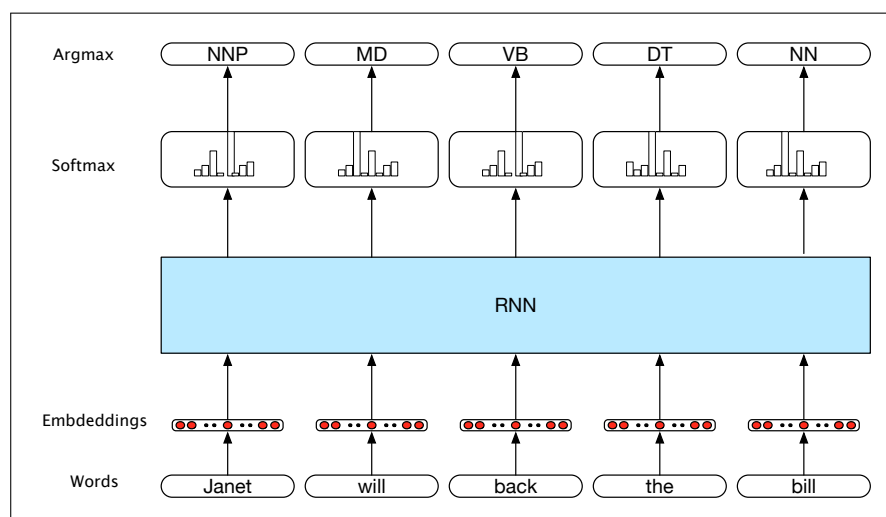 Argmax NNP MD VB DT NN
Softmax
RNN
Embdeddings
Words Janet will back the bill